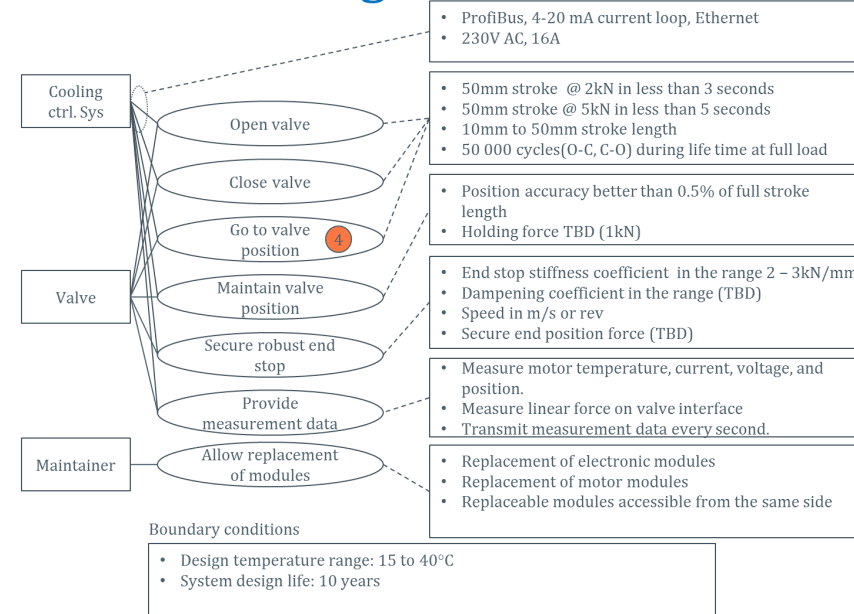 ProfiBus, 4-20 mA current loop, Ethernet
230V AC, 16A
Cooling
ctrl. Sys
50mm stroke @ 2kN in less than 3 seconds
50mm stroke @ 5kN in less than 5 seconds
10mm to 50mm stroke length
50 000 cycles(O-C, C-O) during life time at full load
Open valve
Close valve
Go to valve
position
4
Position accuracy better than 0.5% of full stroke
length
Holding force TBD (1kN)
Valve
Maintain valve
position
End stop stiffness coefficient in the range 2 – 3kN/mm
Dampening coefficient in the range (TBD)
Speed in m/s or rev
Secure end position force (TBD)
Secure robust end
stop
Measure motor temperature, current, voltage, and
position.
Measure linear force on valve interface
Transmit measurement data every second.
Provide
measurement data
Maintainer
Allow replacement
of modules
Replacement of electronic modules
Replacement of motor modules
Replaceable modules accessible from the same side
Boundary conditions
Design temperature range: 15 to 40°C
System design life: 10 years